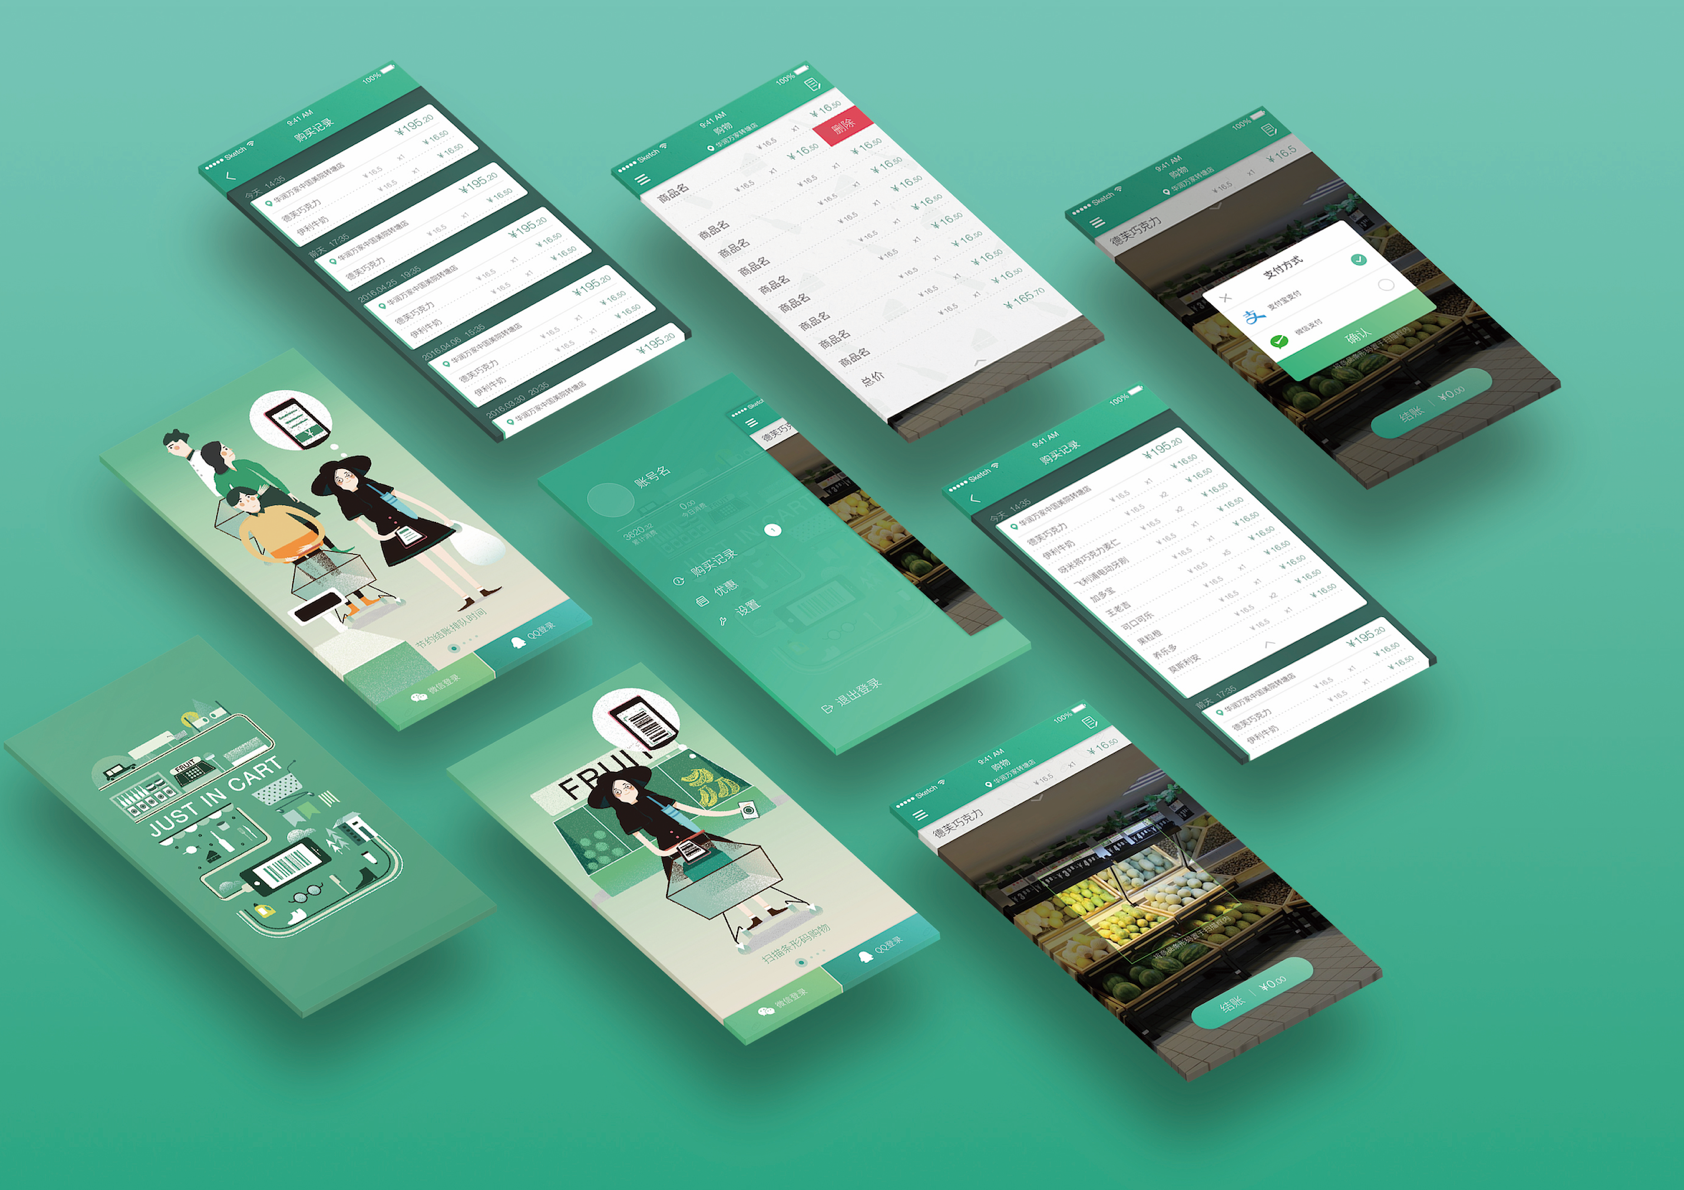 100%
9:41 AM
Sketch
购买记录
今天 14:35
¥195.20
华润万家中国美院转塘店
德芙巧克力 ¥16.5 x1 ¥16.50
伊利牛奶 ¥16.5 x1 ¥16.50
前天 17:35
¥195.20
华润万家中国美院转塘店
德芙巧克力 ¥16.5 x1 ¥16.50
2016.04.25 19:35
¥195.20
华润万家中国美院转塘店
德芙巧克力 ¥16.5 x1 ¥16.50
伊利牛奶 ¥16.5 x1 ¥16.50
2016.04.06 15:35
¥195.20
华润万家中国美院转塘店
德芙巧克力 ¥16.5 x1 ¥16.50
伊利牛奶 ¥16.5 x1 ¥16.50
2016.03.30 20:35
¥195.20
华润万家中国美院转塘店
100%
9:41 AM
Sketch
购物
华润万家转塘店
商品名 ¥16.5 x1 ¥16.50
删除
商品名 ¥16.5 x1 ¥16.50
商品名 ¥16.5 x1 ¥16.50
商品名 ¥16.5 x1 ¥16.50
商品名 ¥16.5 x1 ¥16.50
商品名 ¥16.5 x1 ¥16.50
商品名 ¥16.5 x1 ¥16.50
商品名 ¥16.5 x1 ¥16.50
商品名 ¥16.5 x1 ¥16.50
总价 ¥165.70
100%
9:41 AM
Sketch
购物
华润万家转塘店
德芙巧克力 ¥16.5 x1 ¥16.5
支付方式
支付宝支付
微信支付
确认
结账 ¥0.00
节约结账排队时间
微信登录
QQ登录
Sketch
德芙巧克
账号名
3620.32
0.00
购买记录
1
优惠
设置
退出登录
100%
9:41 AM
Sketch
购买记录
今天 14:35
¥195.20
华润万家中国美院转塘店
德芙巧克力 ¥16.5 x1 ¥16.50
伊利牛奶 ¥16.5 x2 ¥16.50
呀米将巧克力麦仁 ¥16.5 x1 ¥16.50
飞利浦电动牙刷 ¥16.5 x1 ¥16.50
加多宝 ¥16.5 x5 ¥16.50
王老吉 ¥16.5 x1 ¥16.50
可口可乐 ¥16.5 x2 ¥16.50
果粒橙 ¥16.5 x1 ¥16.50
养乐多
莫斯利安
前天 17:35
¥195.20
华润万家中国美院转塘店
德芙巧克力 ¥16.5 x1 ¥16.50
伊利牛奶 ¥16.5 x1 ¥16.50
FRUIT
JUST IN CART
FRUIT
扫描条形码购物
微信登录
QQ登录
100%
9:41 AM
Sketch
购物
华润万家转塘店
德芙巧克力 ¥16.5 x1 ¥16.50
结账 ¥0.00